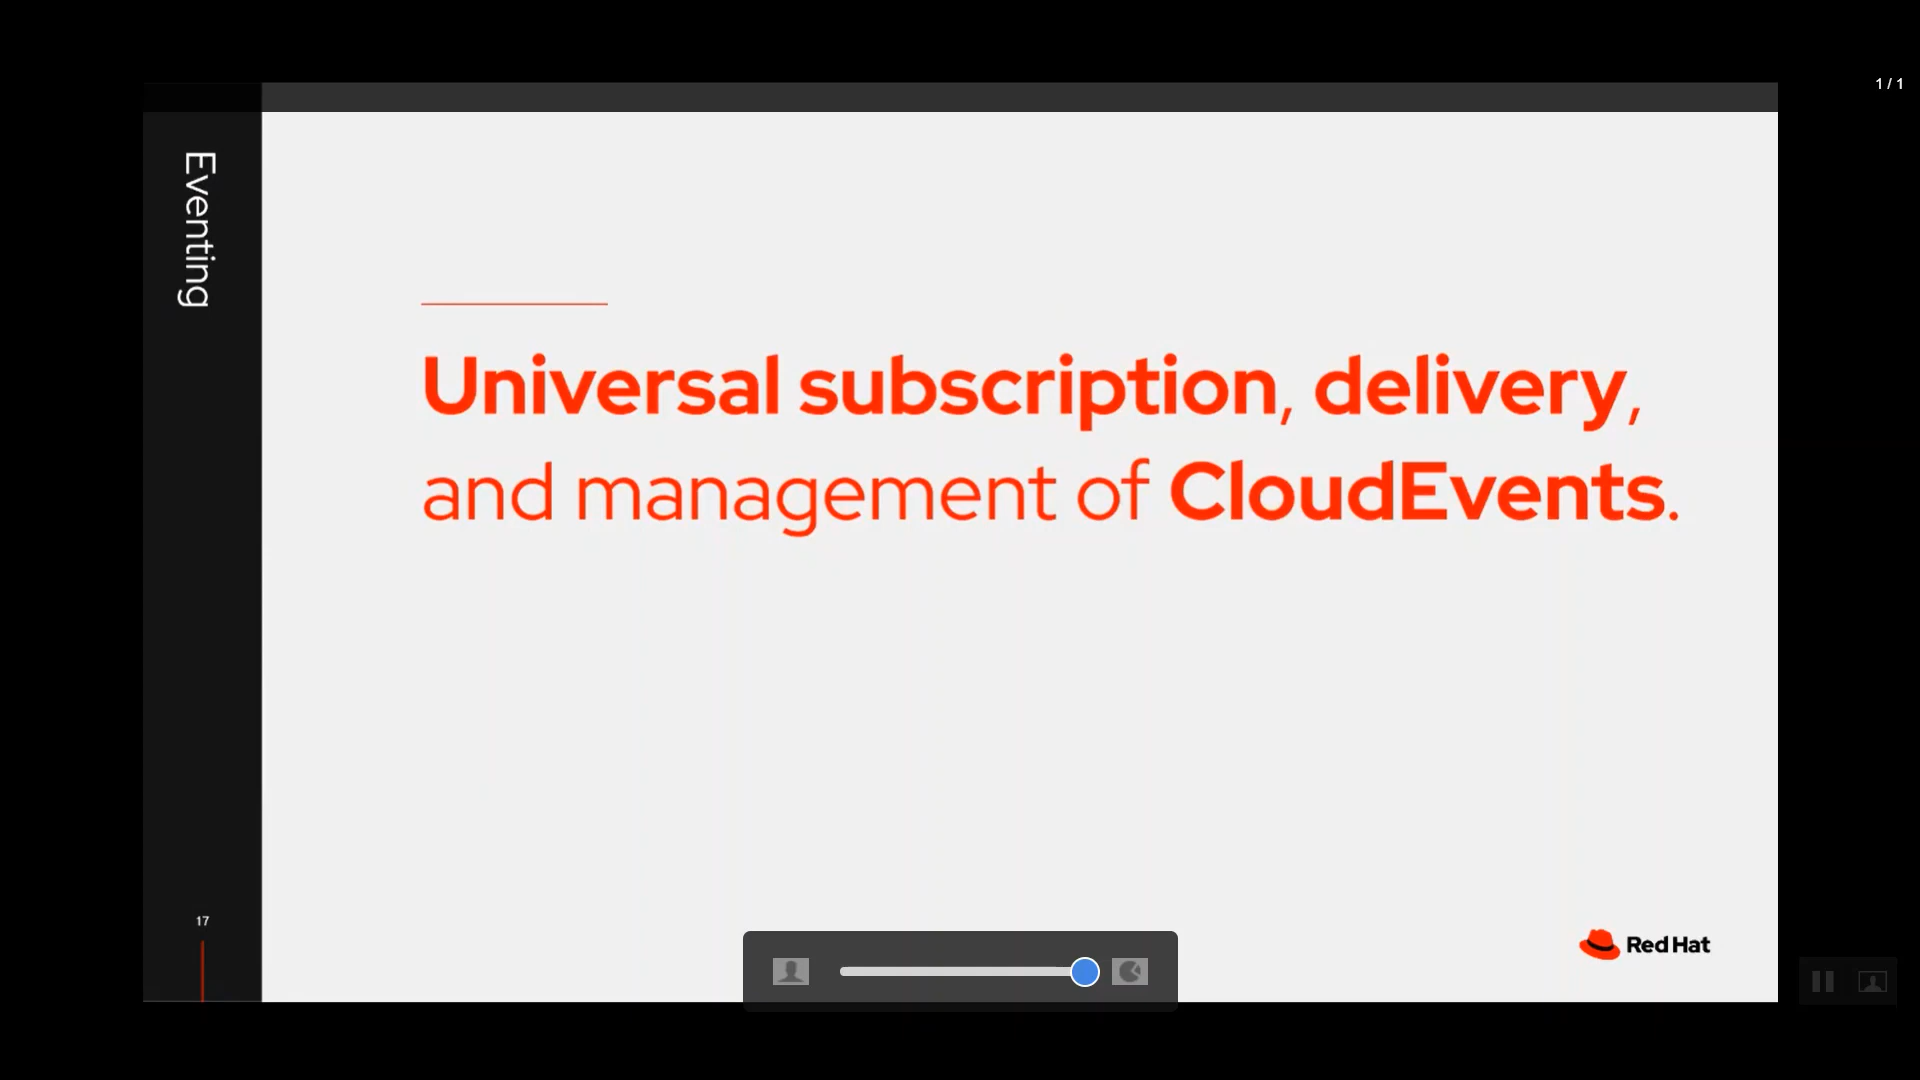 1 / 1
Eventing
Universal subscription, delivery,
and management of CloudEvents.
17
Red Hat